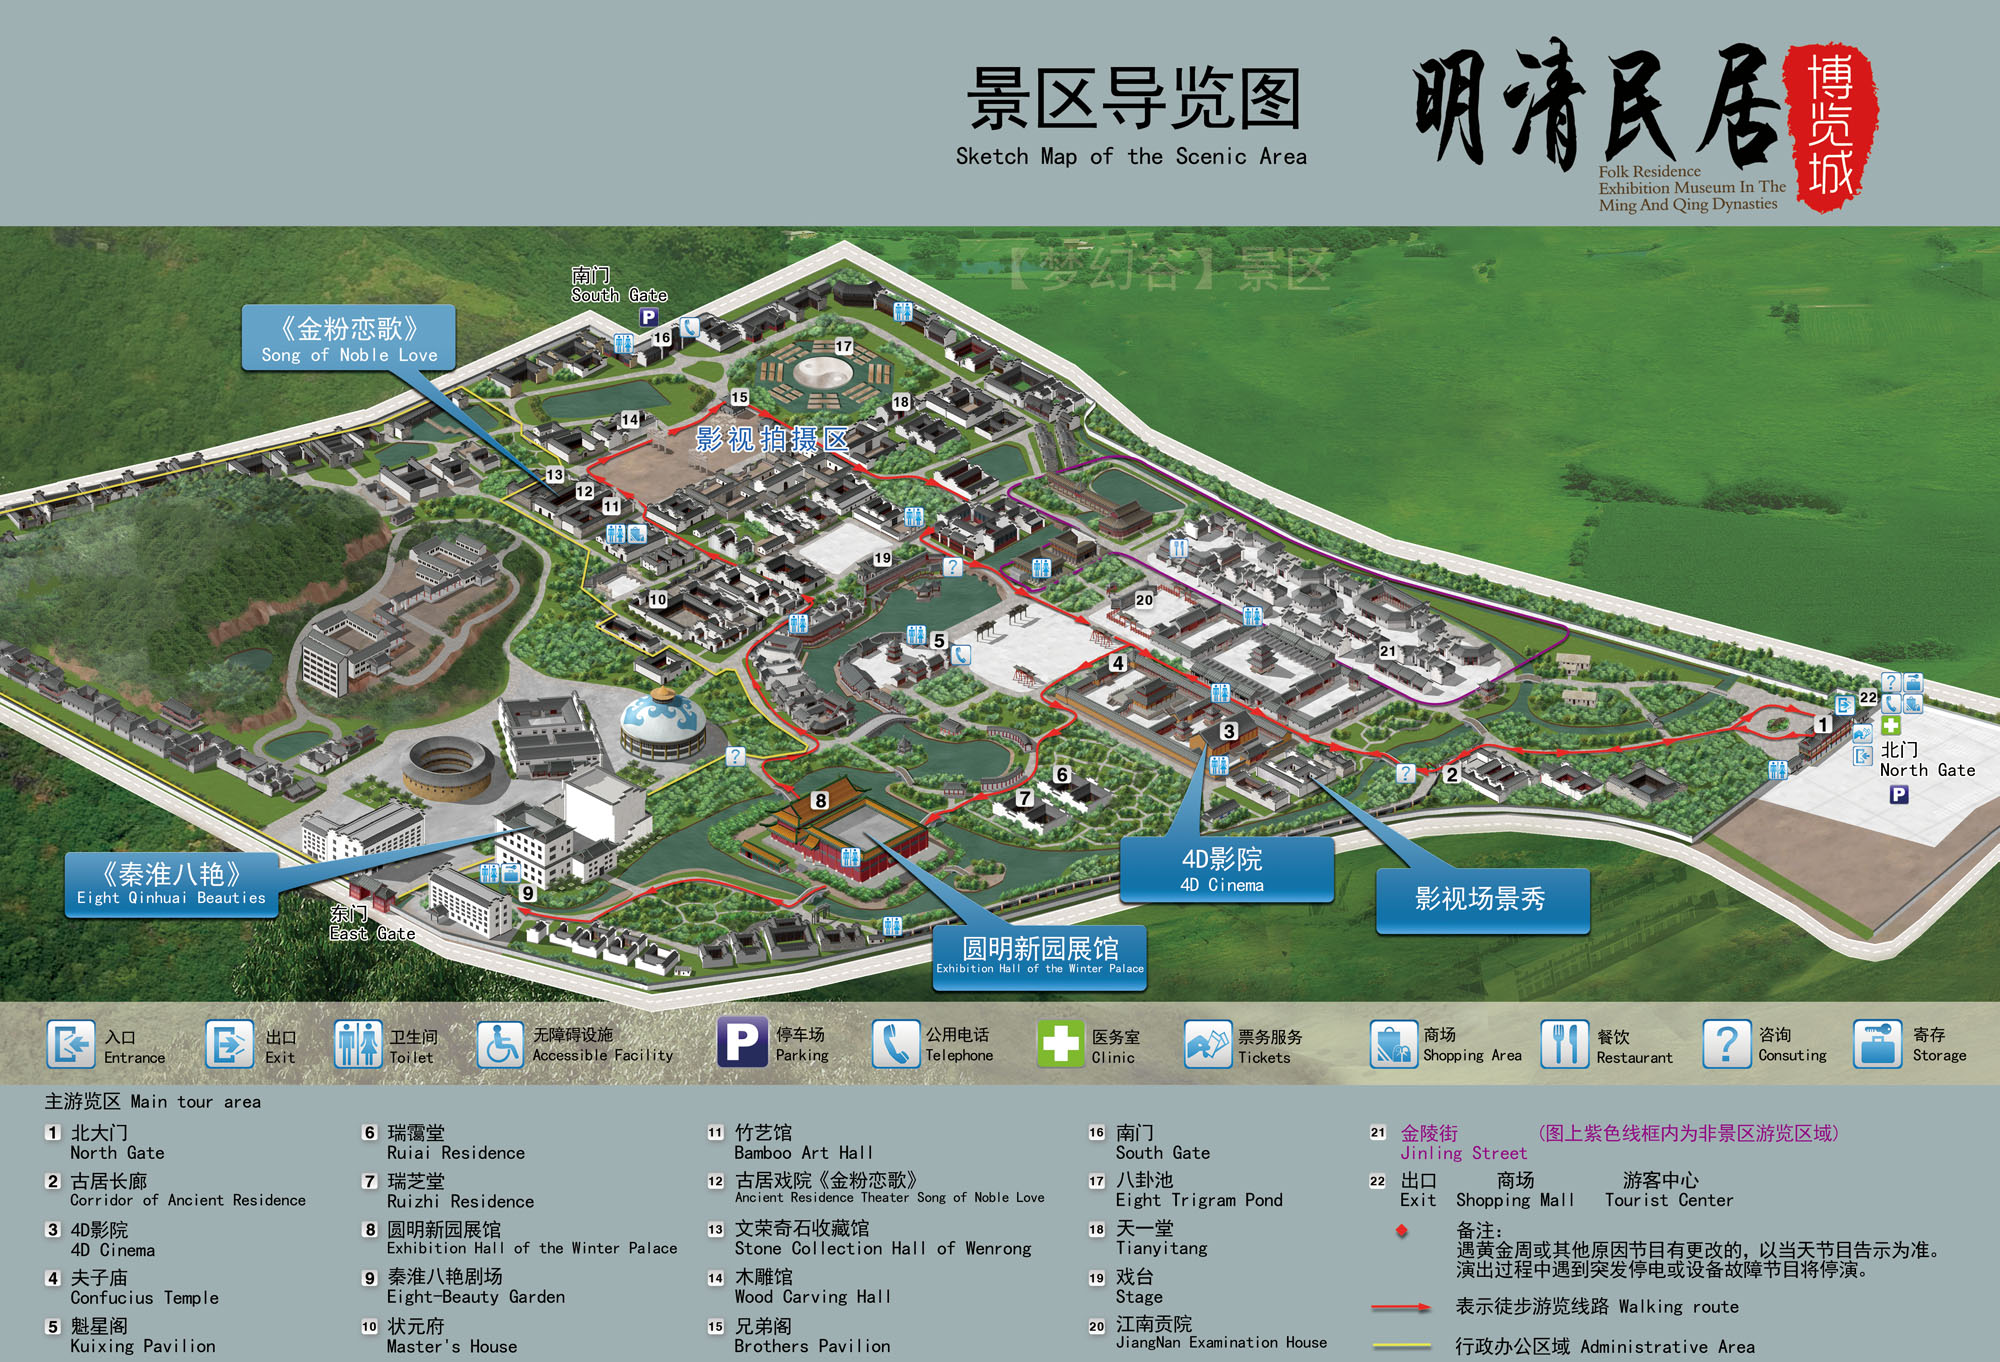 景区导览图
Sketch Map of the Scenic Area
明清民居
博览城
Folk Residence
Exhibition Museum In The
Ming And Qing Dynasties
【梦幻谷】景区
南门
South Gate
P
《金粉恋歌》
Song of Noble Love
16
17
15
18
14
影视拍摄区
13
12
11
19
10
20
5
4
21
3
22
1
北门
North Gate
P
2
6
7
8
4D影院
4D Cinema
影视场景秀
《秦淮八艳》
Eight Qinhuai Beauties
9
东门
East Gate
圆明新园展馆
Exhibition Hall of the Winter Palace
入口
Entrance
出口
Exit
卫生间
Toilet
无障碍设施
Accessible Facility
P
停车场
Parking
公用电话
Telephone
医务室
Clinic
票务服务
Tickets
商场
Shopping Area
餐饮
Restaurant
?
咨询
Consuting
寄存
Storage
主游览区 Main tour area
1 北大门
North Gate
2 古居长廊
Corridor of Ancient Residence
3 4D影院
4D Cinema
4 夫子庙
Confucius Temple
5 魁星阁
Kuixing Pavilion
6 瑞霭堂
Ruiai Residence
7 瑞芝堂
Ruizhi Residence
8 圆明新园展馆
Exhibition Hall of the Winter Palace
9 秦淮八艳剧场
Eight-Beauty Garden
10 状元府
Master's House
11 竹艺馆
Bamboo Art Hall
12 古居戏院《金粉恋歌》
Ancient Residence Theater Song of Noble Love
13 文荣奇石收藏馆
Stone Collection Hall of Wenrong
14 木雕馆
Wood Carving Hall
15 兄弟阁
Brothers Pavilion
16 南门
South Gate
17 八卦池
Eight Trigram Pond
18 天一堂
Tianyitang
19 戏台
Stage
20 江南贡院
JiangNan Examination House
21 金陵街 (图上紫色线框内为非景区游览区域)
Jinling Street
22 出口 商场 游客中心
Exit Shopping Mall Tourist Center
备注:
遇黄金周或其他原因节目有更改的，以当天节目告示为准。
演出过程中遇到突发停电或设备故障节目将停演。
表示徒步游览线路 Walking route
行政办公区域 Administrative Area